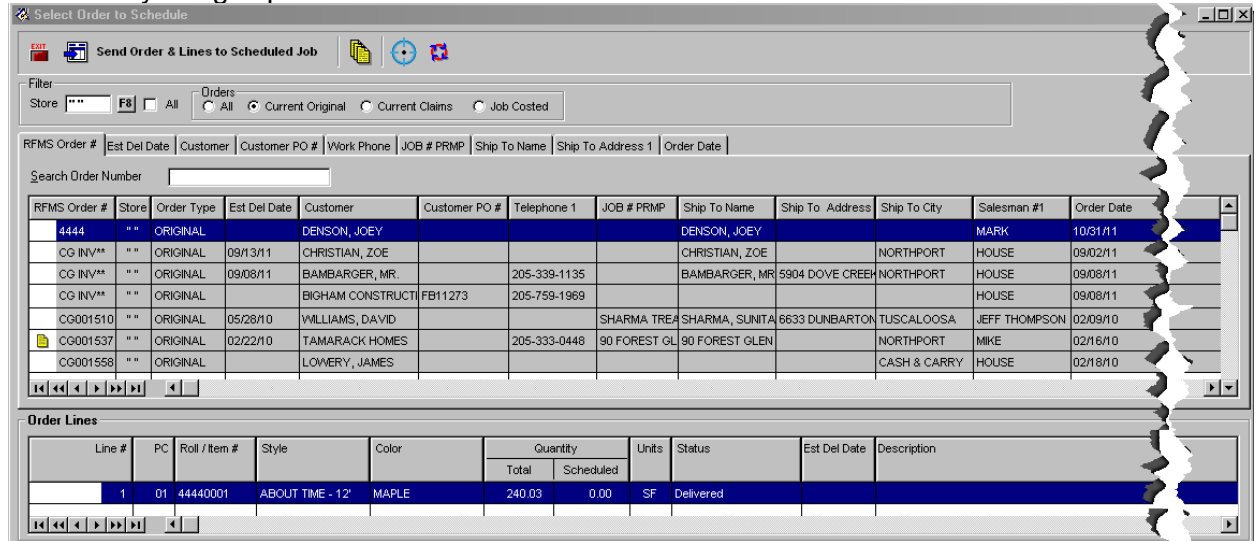 Select Order to Schedule
EXIT Send Order & Lines to Scheduled Job
Filter
Orders
Store " " F8 All All Current Original Current Claims Job Costed
RFMS Order # Est Del Date Customer Customer PO # Work Phone JOB # PRMP Ship To Name Ship To Address 1 Order Date
Search Order Number
RFMS Order # Store Order Type Est Del Date Customer Customer PO # Telephone 1 JOB # PRMP Ship To Name Ship To Address Ship To City Salesman #1 Order Date
4444 " " ORIGINAL DENSON, JOEY DENSON, JOEY MARK 10/31/11
CG INV** " " ORIGINAL 09/13/11 CHRISTIAN, ZOE CHRISTIAN, ZOE NORTHPORT HOUSE 09/02/11
CG INV** " " ORIGINAL 09/08/11 BAMBARGER, MR. 205-339-1135 BAMBARGER, MR 5904 DOVE CREEK NORTHPORT HOUSE 09/08/11
CG INV** " " ORIGINAL BIGHAM CONSTRUCTI FB11273 205-759-1969 HOUSE 09/08/11
CG001510 " " ORIGINAL 05/28/10 WILLIAMS, DAVID SHARMA TREA SHARMA, SUNITA 6633 DUNBARTON TUSCALOOSA JEFF THOMPSON 02/09/10
CG001537 " " ORIGINAL 02/22/10 TAMARACK HOMES 205-333-0448 90 FOREST GL 90 FOREST GLEN NORTHPORT MIKE 02/16/10
CG001558 " " ORIGINAL LOWERY, JAMES CASH & CARRY HOUSE 02/18/10
Order Lines
Line # PC Roll / Item # Style Color Quantity Units Status Est Del Date Description
Total Scheduled
1 01 44440001 ABOUT TIME - 12' MAPLE 240.03 0.00 SF Delivered